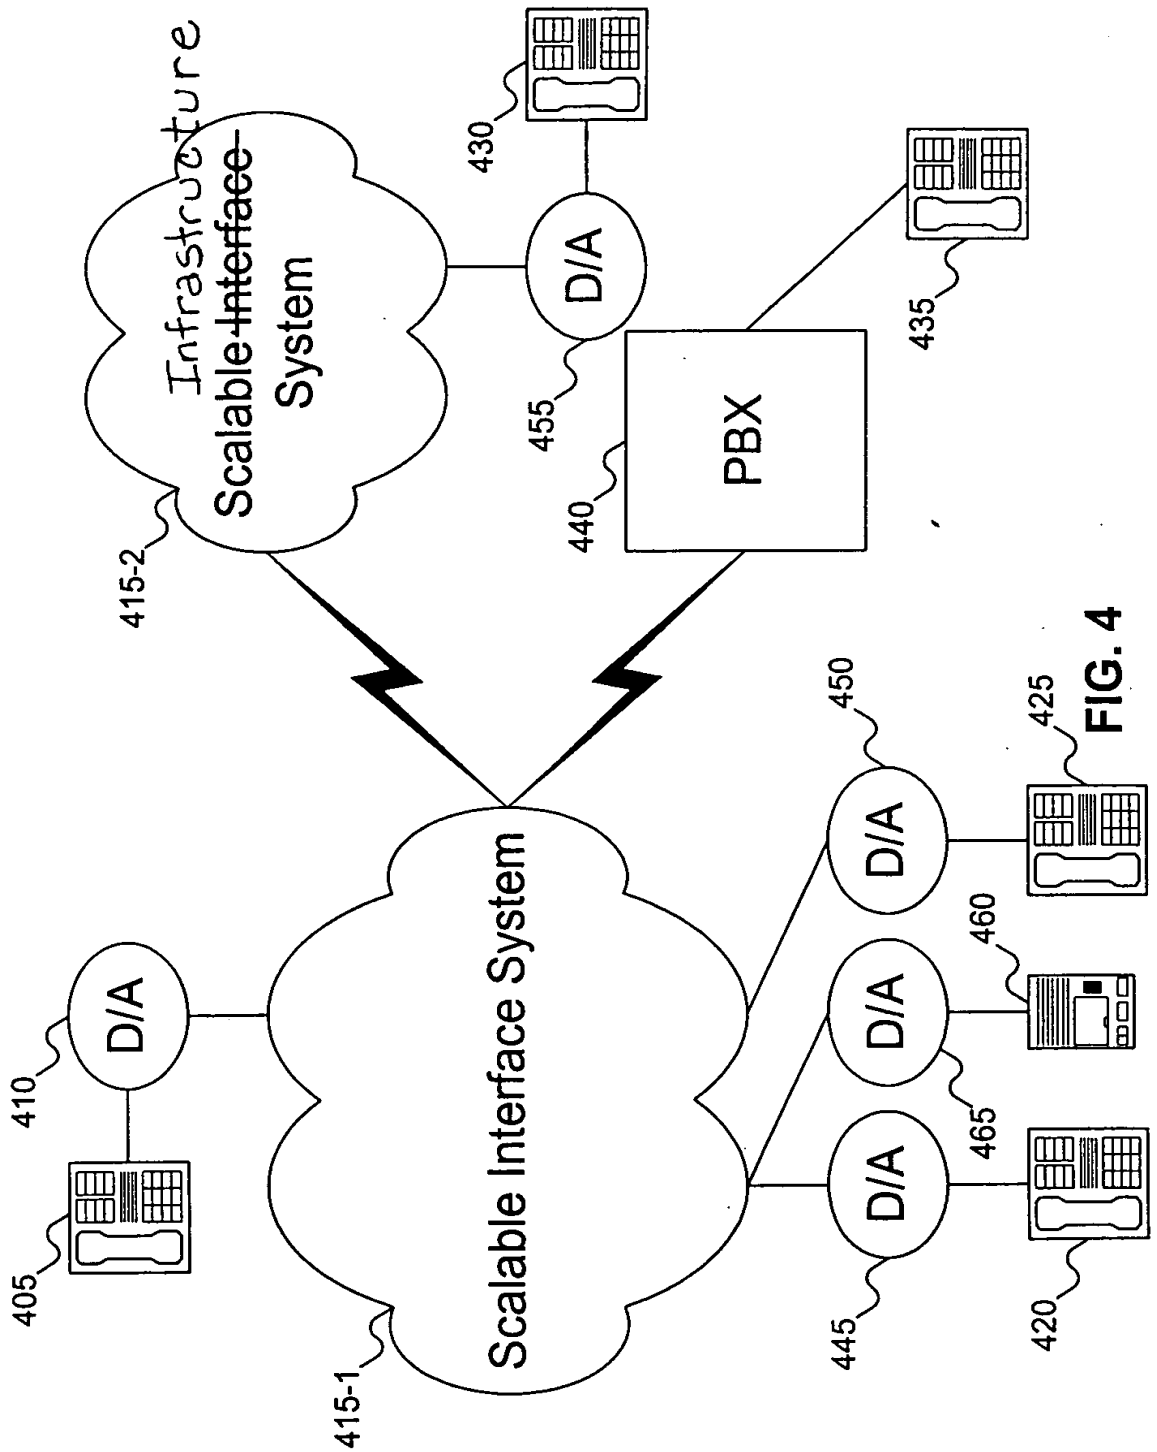 405
410
D/A
415-2
Infrastructure
Scalable Interface
System
415-1
Scalable Interface System
430
455
D/A
440
PBX
435
445
D/A
465
D/A
450
D/A
420
460
425
FIG. 4